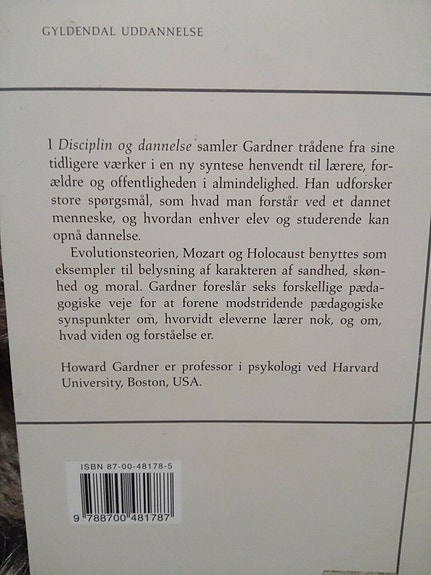 GYLDENDAL UDDANNELSE
I Disciplin og dannelse samler Gardner trådene fra sine
tidligere værker i en ny syntese henvendt til lærere, for-
ældre og offentligheden i almindelighed. Han udforsker
store spørgsmål, som hvad man forstår ved et dannet
menneske, og hvordan enhver elev og studerende kan
opnå dannelse.
Evolutionsteorien, Mozart og Holocaust benyttes som
eksempler til belysning af karakteren af sandhed, skøn-
hed og moral. Gardner foreslår seks forskellige pæda-
gogiske veje for at forene modstridende pædagogiske
synspunkter om, hvorvidt eleverne lærer nok, og om,
hvad viden og forståelse er.
Howard Gardner er professor i psykologi ved Harvard
University, Boston, USA.
ISBN 87-00-48178-5
9 788700 481787